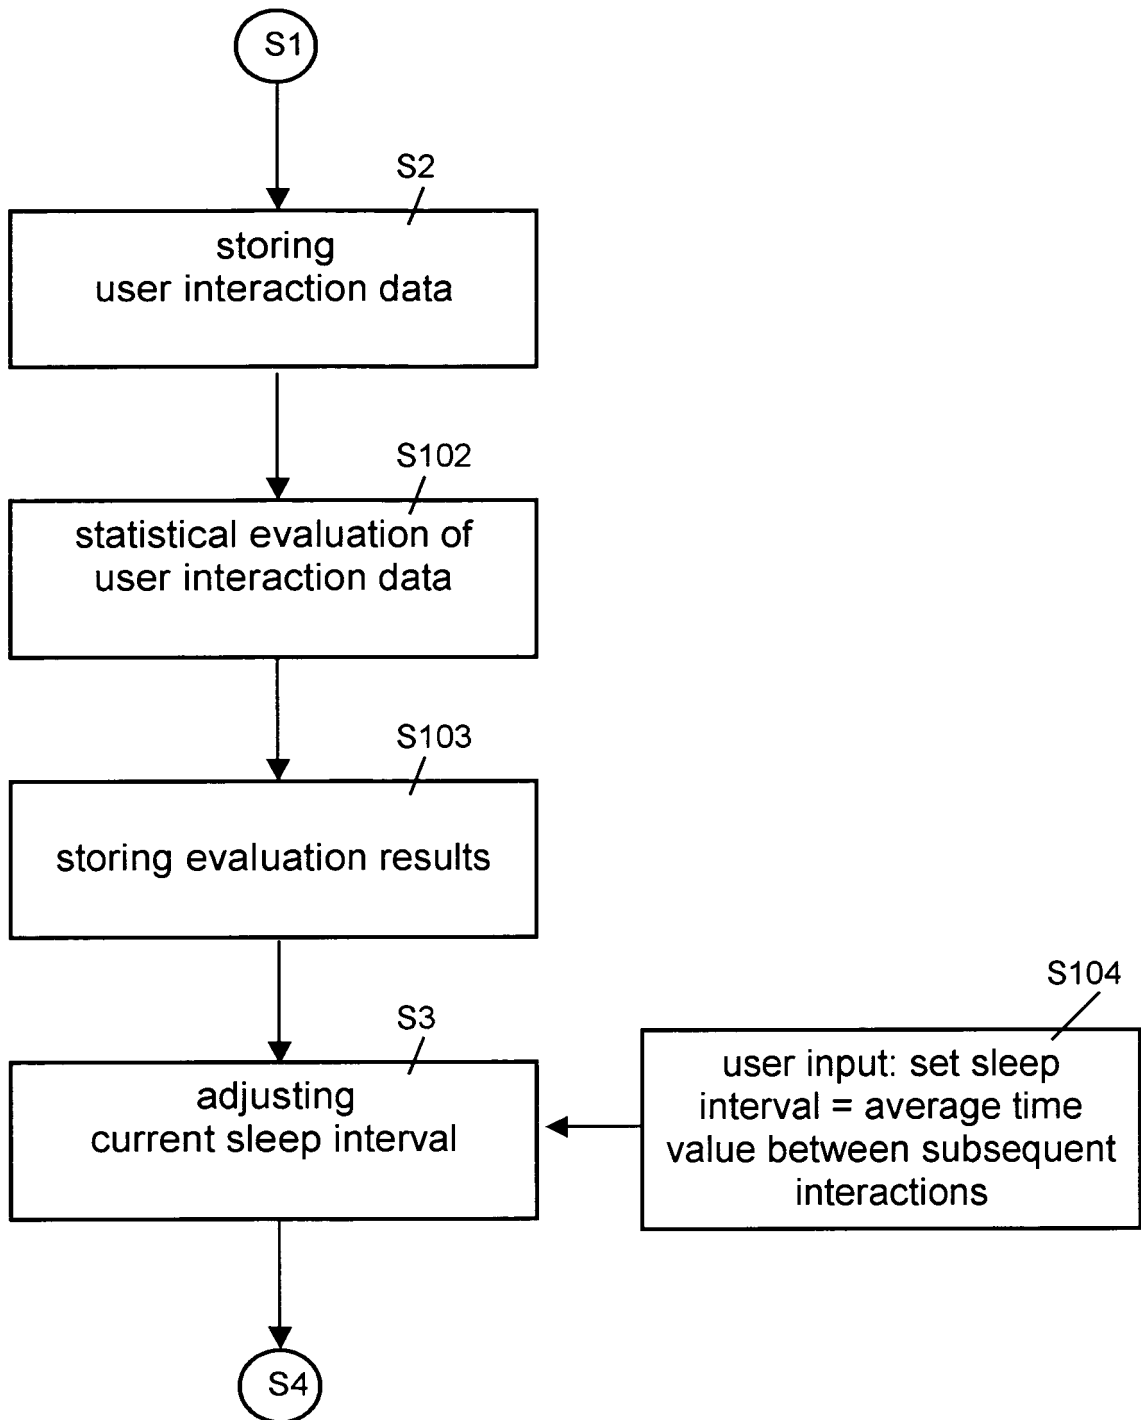 S1
S2
storing
user interaction data
S102
statistical evaluation of
user interaction data
S103
storing evaluation results
S3
adjusting
current sleep interval
S104
user input: set sleep
interval = average time
value between subsequent
interactions
S4